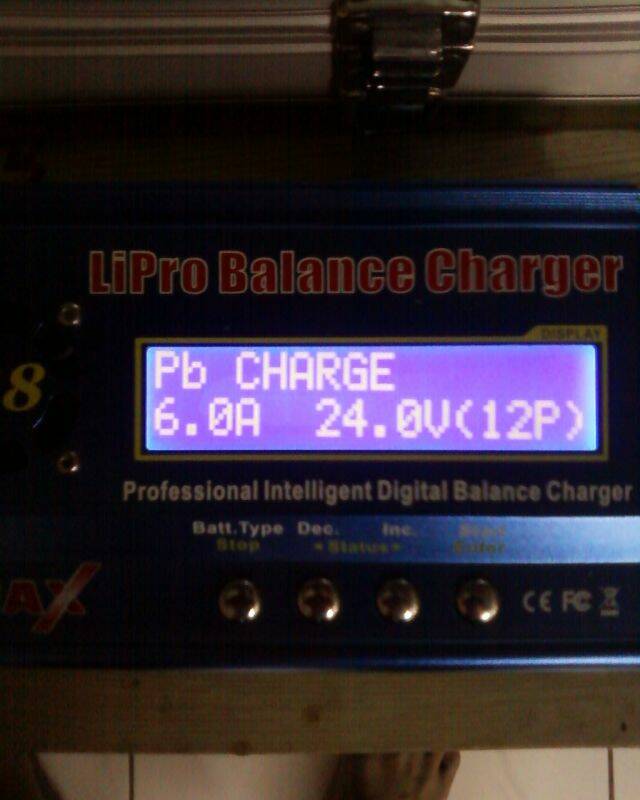 LiPro Balance Charger
DISPLAY
8
Pb CHARGE
6.0A 24.0V(12P)
Professional Intelligent Digital Balance Charger
Batt.Type Dec. Inc. Start
Stop ◄Status► Enter
AX
CE FC